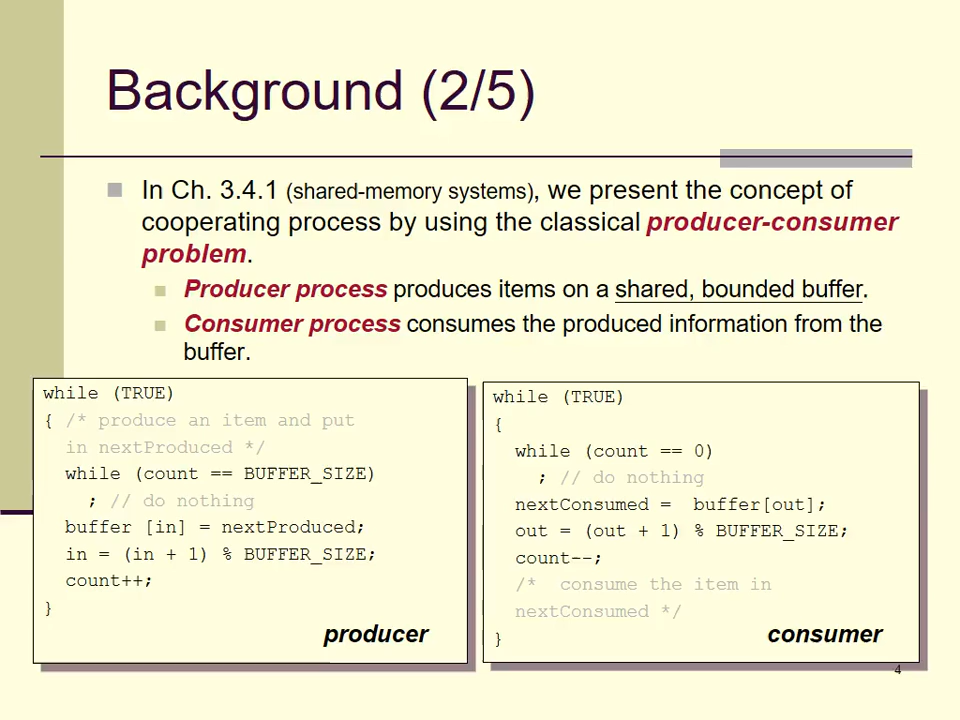 Background (2/5)
In Ch. 3.4.1 (shared-memory systems), we present the concept of
cooperating process by using the classical producer-consumer
problem.
Producer process produces items on a shared, bounded buffer.
Consumer process consumes the produced information from the
buffer.
while (TRUE)
{ /* produce an item and put
in nextProduced */
while (count == BUFFER_SIZE)
; // do nothing
buffer [in] = nextProduced;
in = (in + 1) % BUFFER_SIZE;
count++;
}
producer
while (TRUE)
{
while (count == 0)
; // do nothing
nextConsumed = buffer[out];
out = (out + 1) % BUFFER_SIZE;
count--;
/* consume the item in
nextConsumed */
}
consumer
4